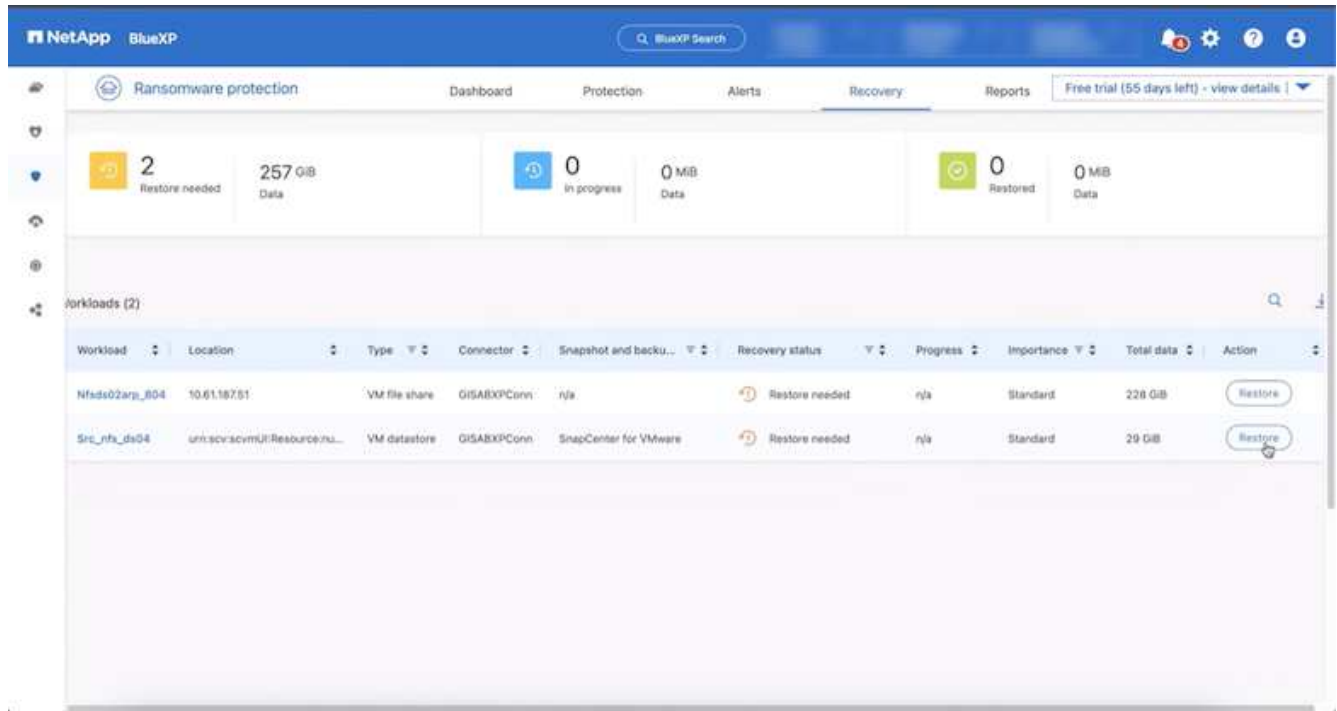 NetApp BlueXP BlueXP Search 4
Ransomware protection Dashboard Protection Alerts Recovery Reports Free trial (55 days left) - view details |
2 257 GiB 0 0 MiB 0 0 MiB
Restore needed Data In progress Data Restored Data
Workloads (2)
Workload Location Type Connector Snapshot and backu... Recovery status Progress Importance Total data Action
Nfsds02arp_804 10.61.187.51 VM file share GISABXPConn n/a Restore needed n/a Standard 228 GiB Restore
Src_nfs_ds04 urn:scv:scvmUI:Resource:nu... VM datastore GISABXPConn SnapCenter for VMware Restore needed n/a Standard 29 GiB Restore